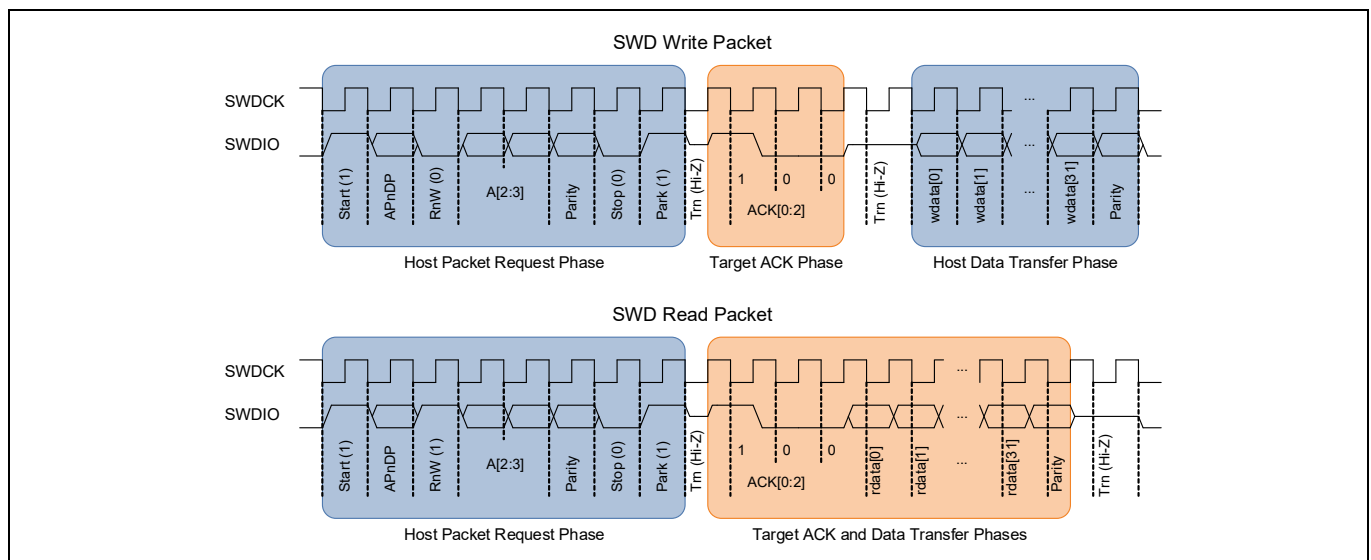 SWD Write Packet
SWDCK
...
SWDIO
Start (1)
APnDP
RnW (0)
A[2:3]
Parity
Stop (0)
Park (1)
Trn (Hi-Z)
1
0
0
ACK[0:2]
Trn (Hi-Z)
wdata[0]
wdata[1]
...
...
wdata[31]
Parity
Host Packet Request Phase
Target ACK Phase
Host Data Transfer Phase
SWD Read Packet
SWDCK
...
SWDIO
...
Start (1)
APnDP
RnW (1)
A[2:3]
Parity
Stop (0)
Park (1)
Trn (Hi-Z)
1
0
0
ACK[0:2]
rdata[0]
rdata[1]
...
rdata[31]
Parity
Trn (Hi-Z)
Host Packet Request Phase
Target ACK and Data Transfer Phases